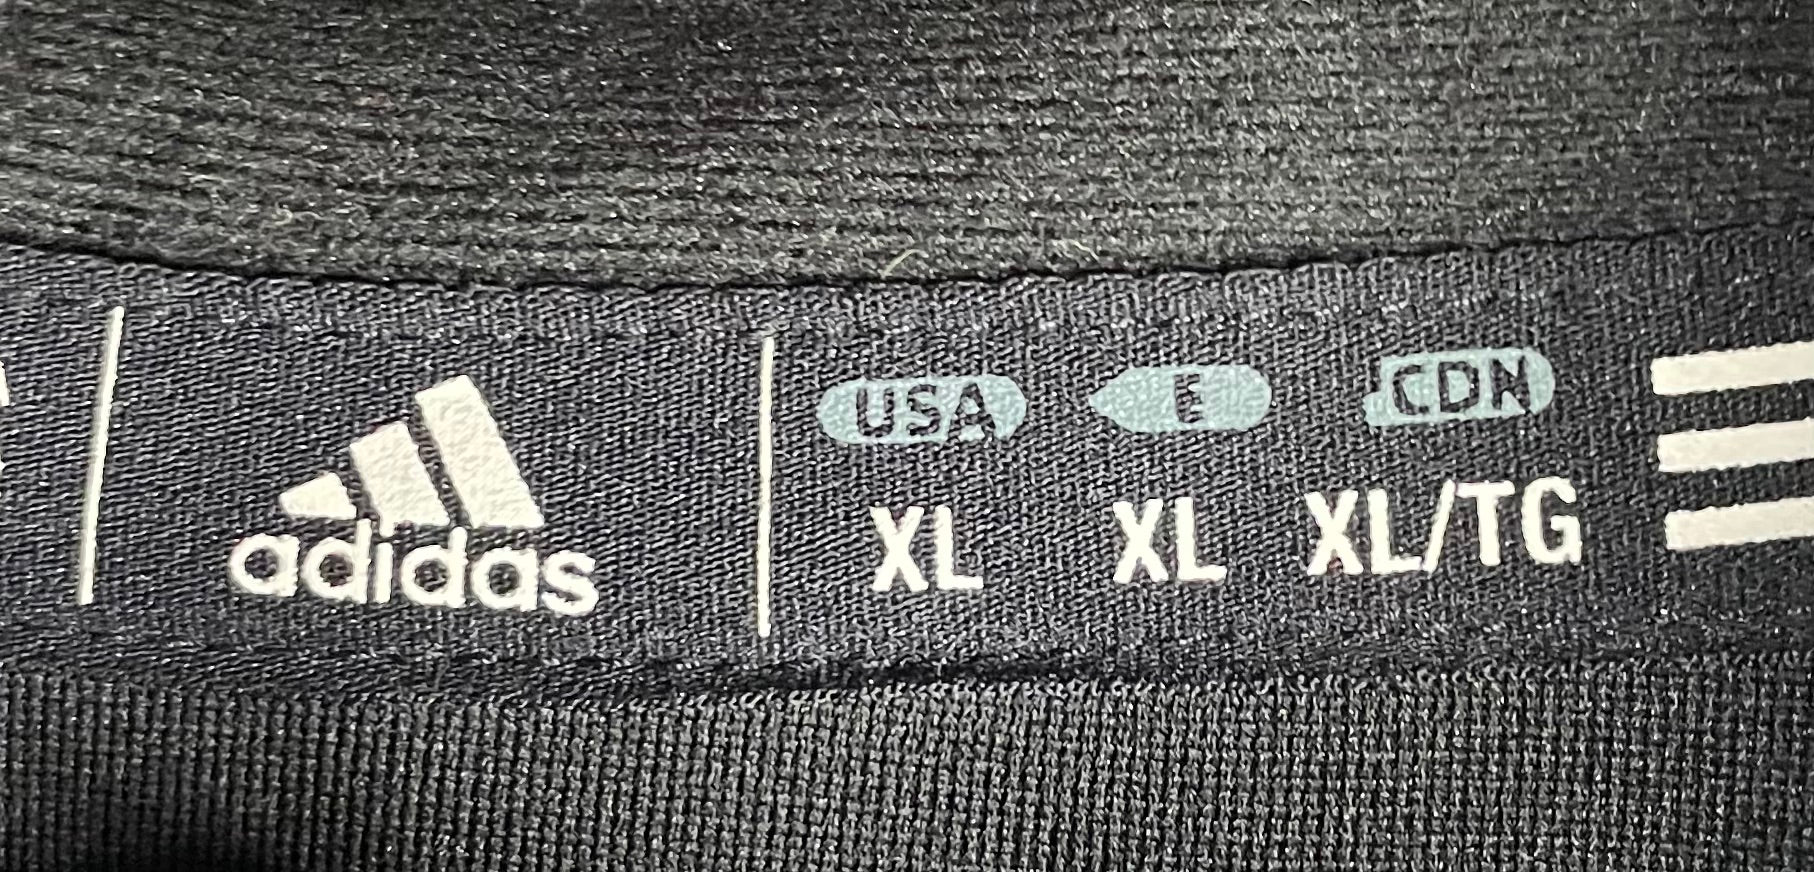 adidas
USA E CDN
XL XL XL/TG